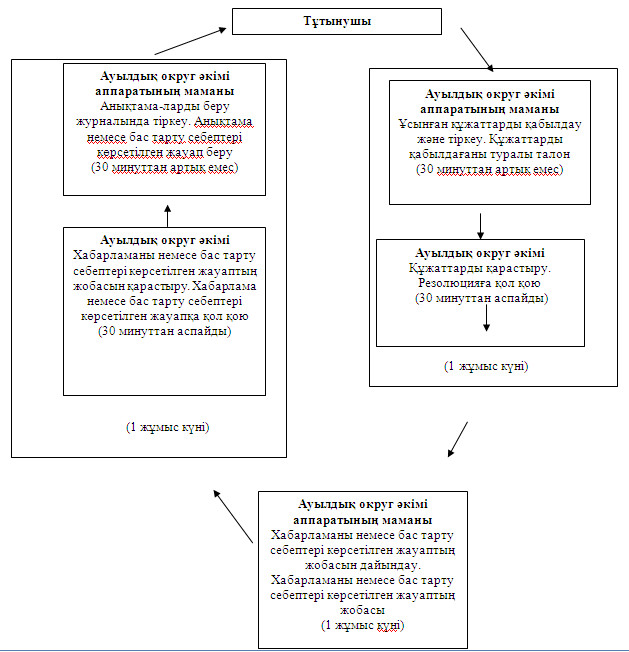 Тұтынушы
Ауылдық округ әкімі
аппаратының маманы
Анықтама-ларды беру
журналында тіркеу. Анықтама
немесе бас тарту себептері
көрсетілген жауап беру
(30 минуттан артық емес)
Ауылдық округ әкімі
Хабарламаны немесе бас тарту
себептері көрсетілген жауаптың
жобасын қарастыру. Хабарлама
немесе бас тарту себептері
көрсетілген жауапқа қол қою
(30 минуттан аспайды)
(1 жұмыс күні)
Ауылдық округ әкімі
аппаратының маманы
Ұсынған құжаттарды қабылдау
және тіркеу. Құжаттарды
қабылдағаны туралы талон
(30 минуттан артық емес)
Ауылдық округ әкімі
Құжаттарды қарастыру.
Резолюцияға қол қою
(30 минуттан аспайды)
(1 жұмыс күні)
Ауылдық округ әкімі
аппаратының маманы
Хабарламаны немесе бас тарту
себептері көрсетілген жауаптың
жобасын дайындау.
Хабарламаны немесе бас тарту
себептері көрсетілген жауаптың
жобасы
(1 жұмыс күні)